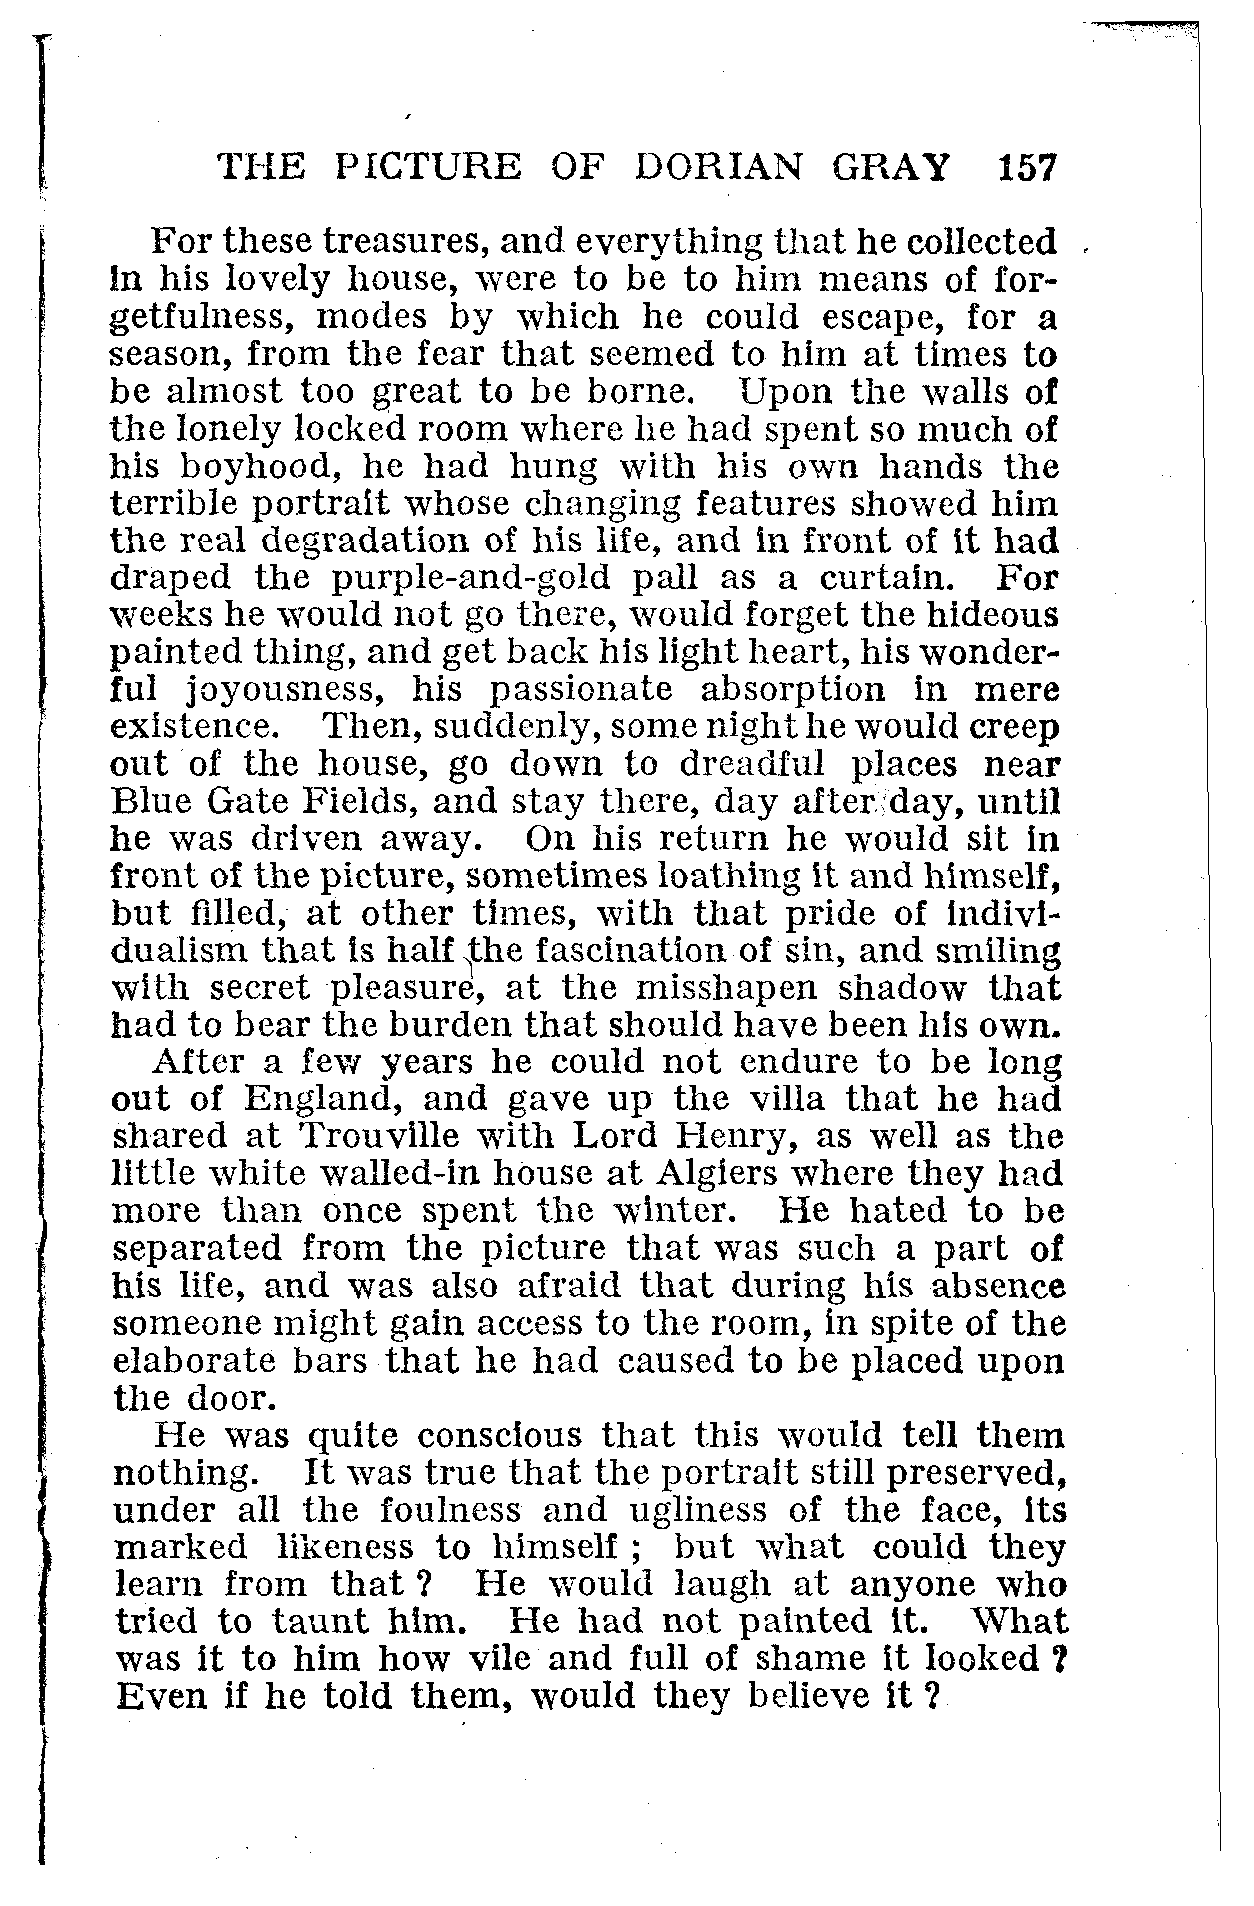 THE PICTURE OF DORIAN GRAY 157
For these treasures, and everything that he collected
in his lovely house, were to be to him means of for-
getfulness, modes by which he could escape, for a
season, from the fear that seemed to him at times to
be almost too great to be borne. Upon the walls of
the lonely locked room where he had spent so much of
his boyhood, he had hung with his own hands the
terrible portrait whose changing features showed him
the real degradation of his life, and in front of it had
draped the purple-and-gold pall as a curtain. For
weeks he would not go there, would forget the hideous
painted thing, and get back his light heart, his wonder-
ful joyousness, his passionate absorption in mere
existence. Then, suddenly, some night he would creep
out of the house, go down to dreadful places near
Blue Gate Fields, and stay there, day after day, until
he was driven away. On his return he would sit in
front of the picture, sometimes loathing it and himself,
but filled, at other times, with that pride of indivi-
dualism that is half the fascination of sin, and smiling
with secret pleasure, at the misshapen shadow that
had to bear the burden that should have been his own.
After a few years he could not endure to be long
out of England, and gave up the villa that he had
shared at Trouville with Lord Henry, as well as the
little white walled-in house at Algiers where they had
more than once spent the winter. He hated to be
separated from the picture that was such a part of
his life, and was also afraid that during his absence
someone might gain access to the room, in spite of the
elaborate bars that he had caused to be placed upon
the door.
He was quite conscious that this would tell them
nothing. It was true that the portrait still preserved,
under all the foulness and ugliness of the face, its
marked likeness to himself ; but what could they
learn from that ? He would laugh at anyone who
tried to taunt him. He had not painted it. What
was it to him how vile and full of shame it looked ?
Even if he told them, would they believe it ?